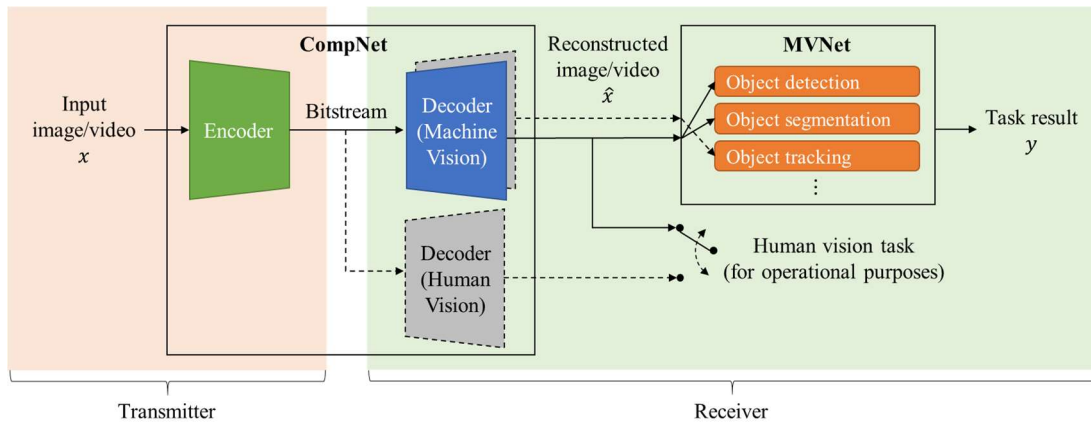 CompNet
Input
image/video
x
Encoder
Bitstream
Decoder
(Machine
Vision)
Decoder
(Human
Vision)
Reconstructed
image/video
x̂
MVNet
Object detection
Object segmentation
Object tracking
⋮
Task result
y
Human vision task
(for operational purposes)
Transmitter
Receiver